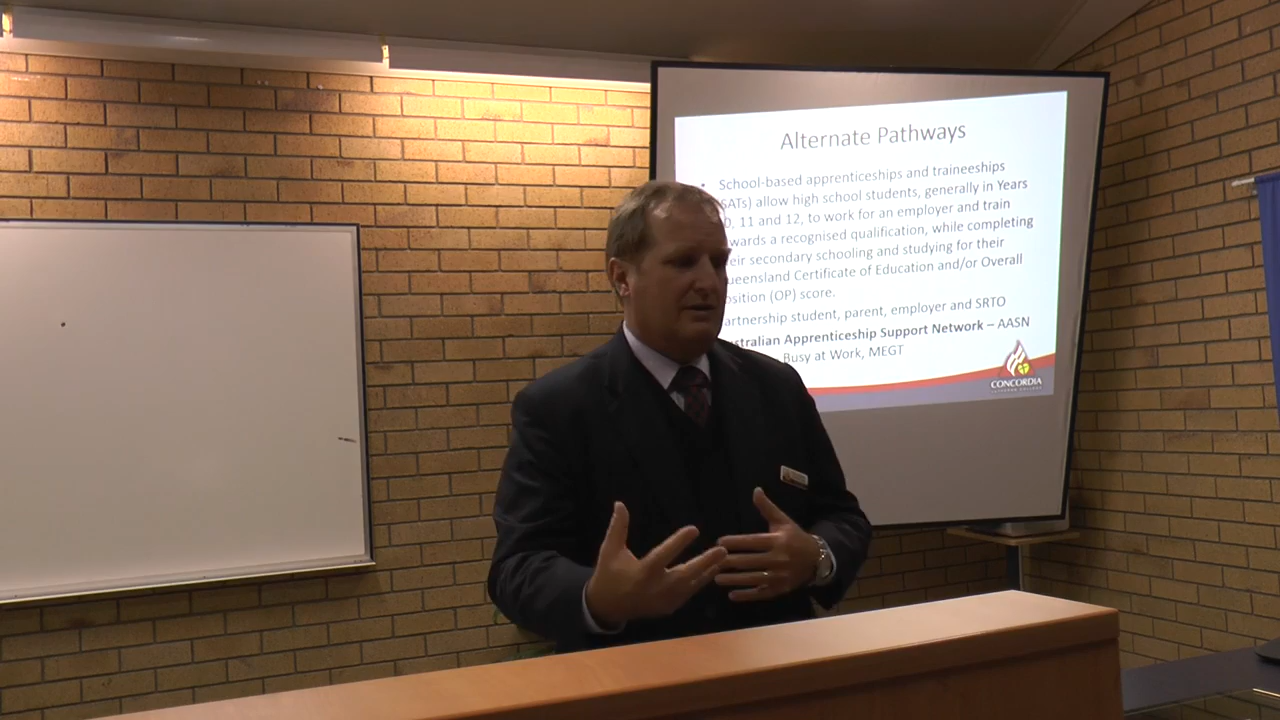 Alternate Pathways
• School-based apprenticeships and traineeships
SATs) allow high school students, generally in Years
0, 11 and 12, to work for an employer and train
wards a recognised qualification, while completing
eir secondary schooling and studying for their
ueensland Certificate of Education and/or Overall
osition (OP) score.
artnership student, parent, employer and SRTO
ustralian Apprenticeship Support Network – AASN
Busy at Work, MEGT
CONCORDIA
LUTHERAN COLLEGE